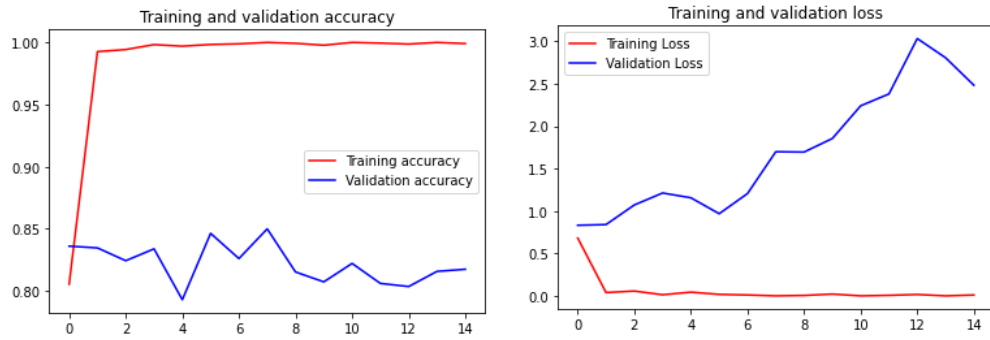 Training and validation accuracy
1.00
0.95
0.90
0.85
0.80
Training accuracy
Validation accuracy
0 2 4 6 8 10 12 14
Training and validation loss
Training Loss
Validation Loss
3.0
2.5
2.0
1.5
1.0
0.5
0.0
0 2 4 6 8 10 12 14